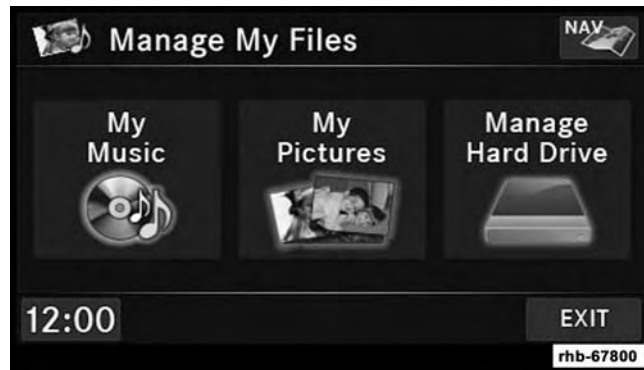 Manage My Files
NAV
My
Music
My
Pictures
Manage
Hard Drive
12:00
EXIT
rhb-67800